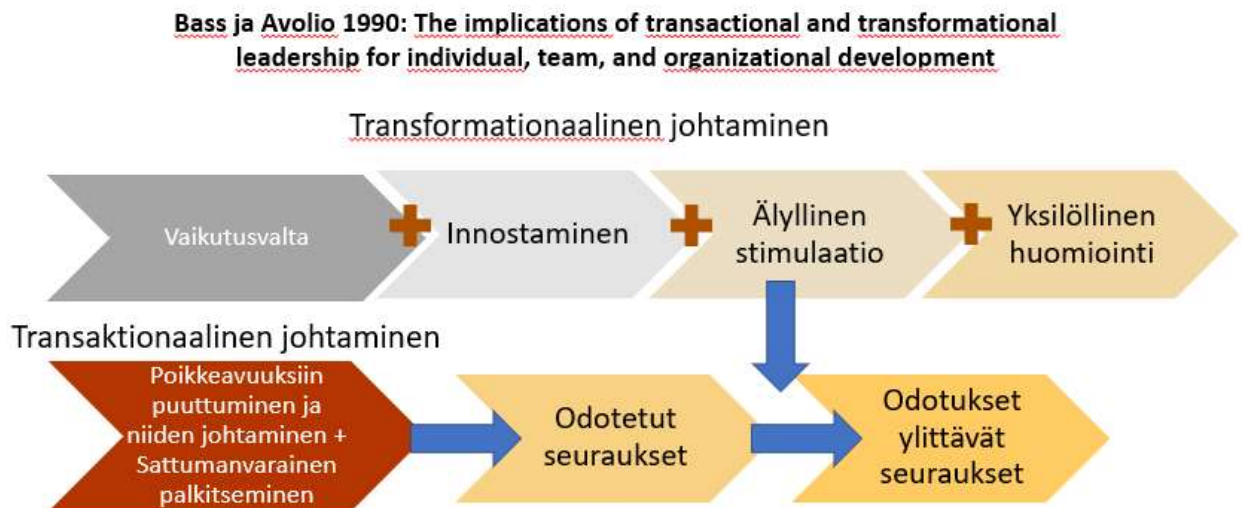 Bass ja Avolio 1990: The implications of transactional and transformational
leadership for individual, team, and organizational development
Transformationaalinen johtaminen
Vaikutusvalta
Innostaminen
Älyllinen
stimulaatio
Yksilöllinen
huomiointi
Transaktionaalinen johtaminen
Poikkeavuuksiin
puuttuminen ja
niiden johtaminen +
Sattumanvarainen
palkitseminen
Odotetut
seuraukset
Odotukset
ylittävät
seuraukset